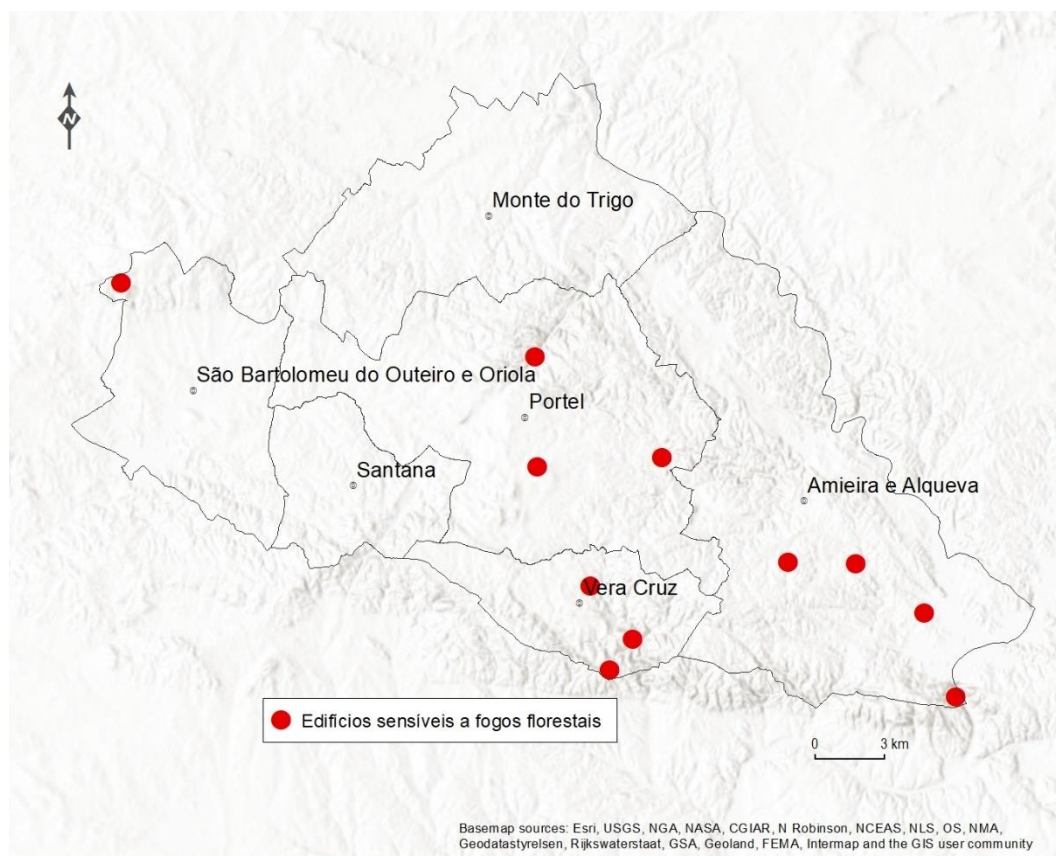 N
Monte do Trigo
São Bartolomeu do Outeiro e Oriola
Portel
Santana
Amieira e Alqueva
Vera Cruz
Edifícios sensíveis a fogos florestais
0 3 km
Basemap sources: Esri, USGS, NGA, NASA, CGIAR, N Robinson, NCEAS, NLS, OS, NMA,
Geodatastyrelsen, Rijkswaterstaat, GSA, Geoland, FEMA, Intermap and the GIS user community